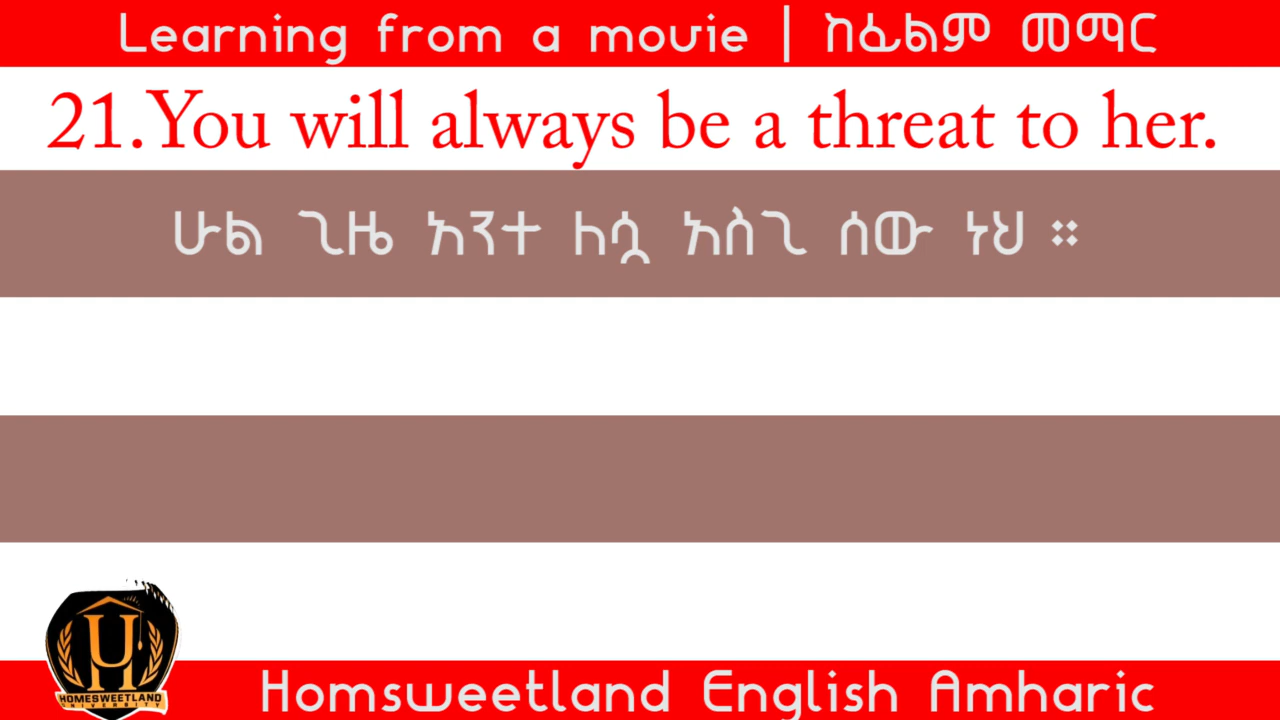 Learning from a movie | ከፊልም መማር
21.You will always be a threat to her.
ሁል ጊዜ አንተ ለሷ አስጊ ሰው ነህ ።
HOMESWEETLAND
UNIVERSITY
Homsweetland English Amharic